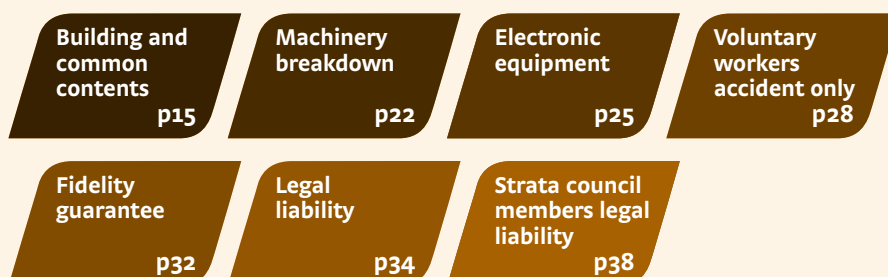 Building and
common
contents
p15
Machinery
breakdown
p22
Electronic
equipment
p25
Voluntary
workers
accident only
p28
Fidelity
guarantee
p32
Legal
liability
p34
Strata council
members legal
liability
p38